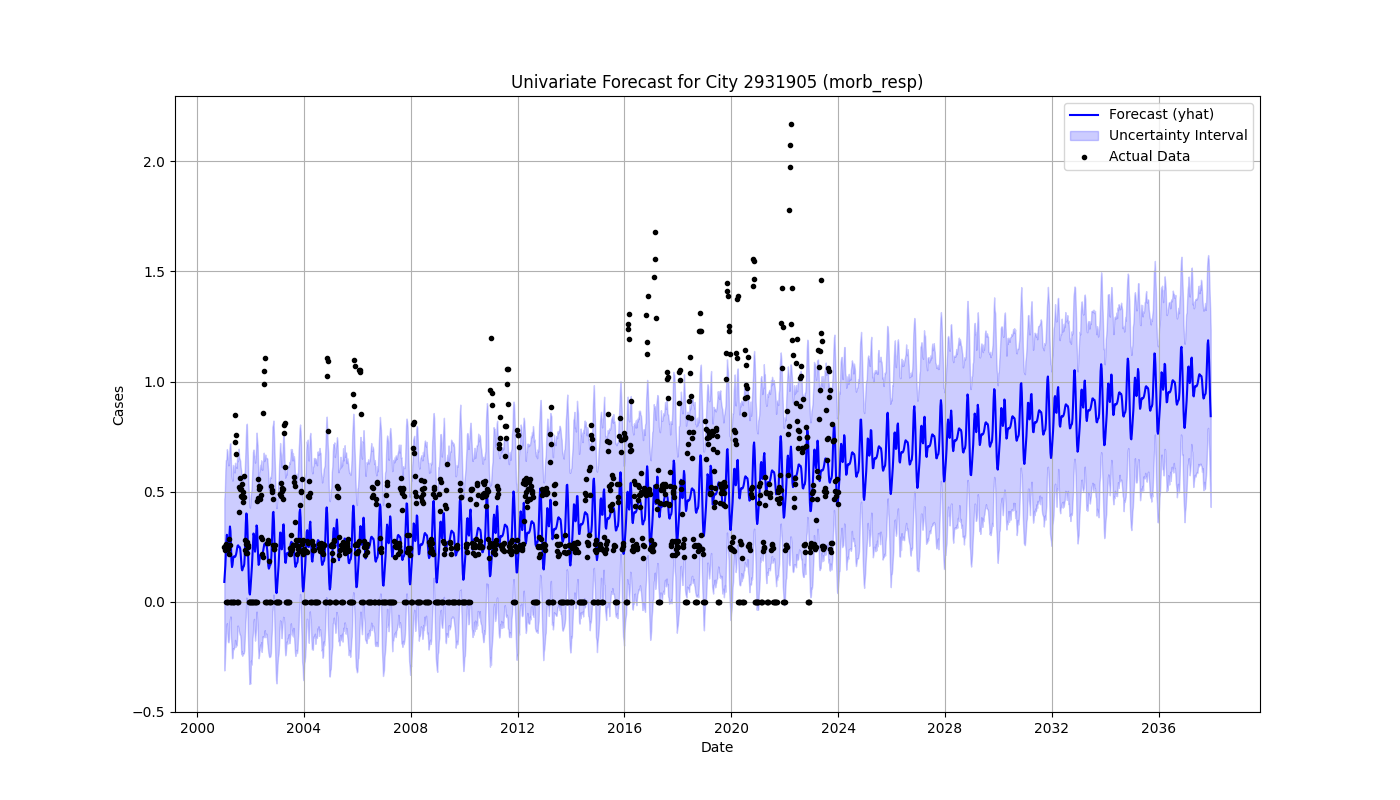 Univariate Forecast for City 2931905 (morb_resp)
Forecast (yhat)
Uncertainty Interval
Actual Data
Cases
2.0
1.5
1.0
0.5
0.0
−0.5
2000 2004 2008 2012 2016 2020 2024 2028 2032 2036
Date